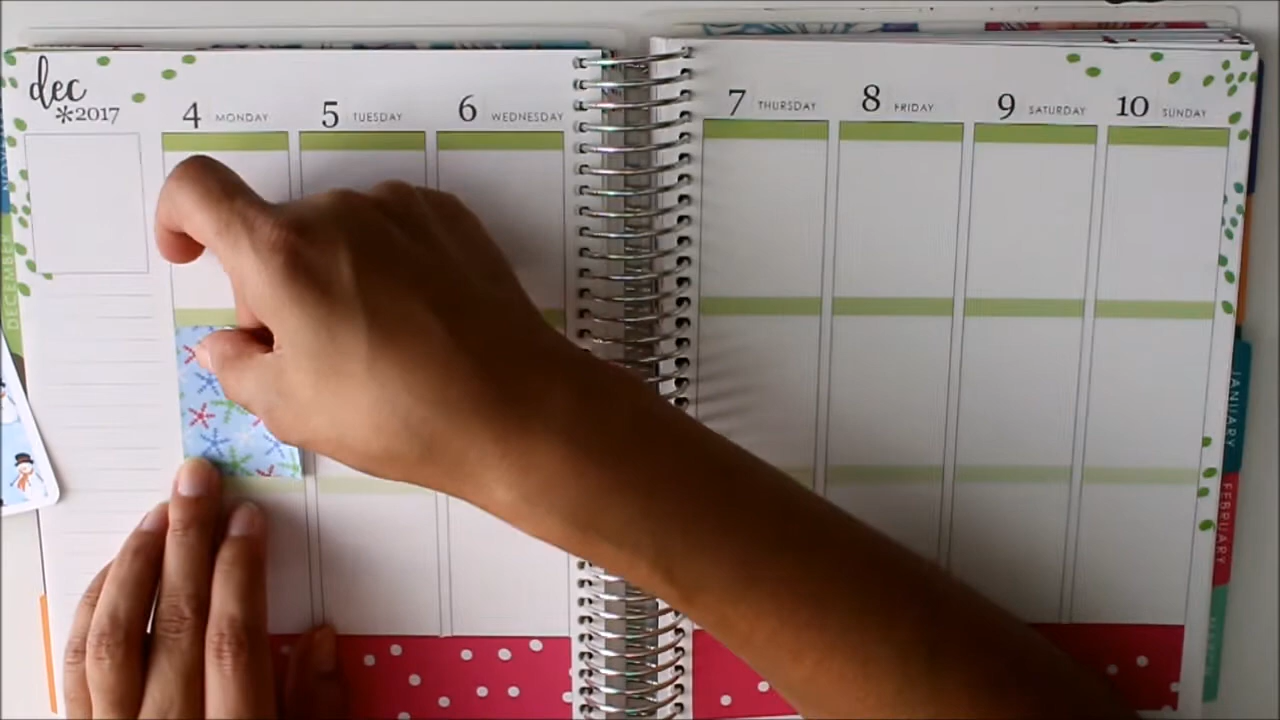 dec
*2017
4 MONDAY
5 TUESDAY
6 WEDNESDAY
7 THURSDAY
8 FRIDAY
9 SATURDAY
10 SUNDAY
DECEMBER
JANUARY
FEBRUARY